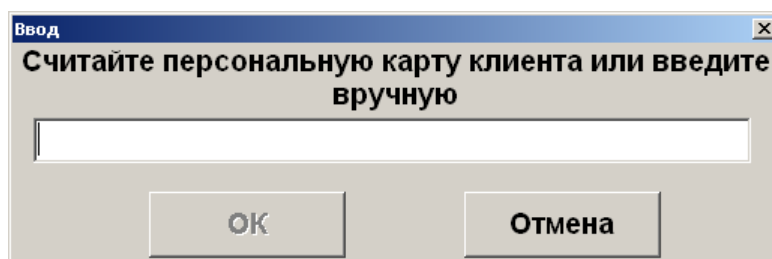 Ввод
Считайте персональную карту клиента или введите
вручную
ОК
Отмена